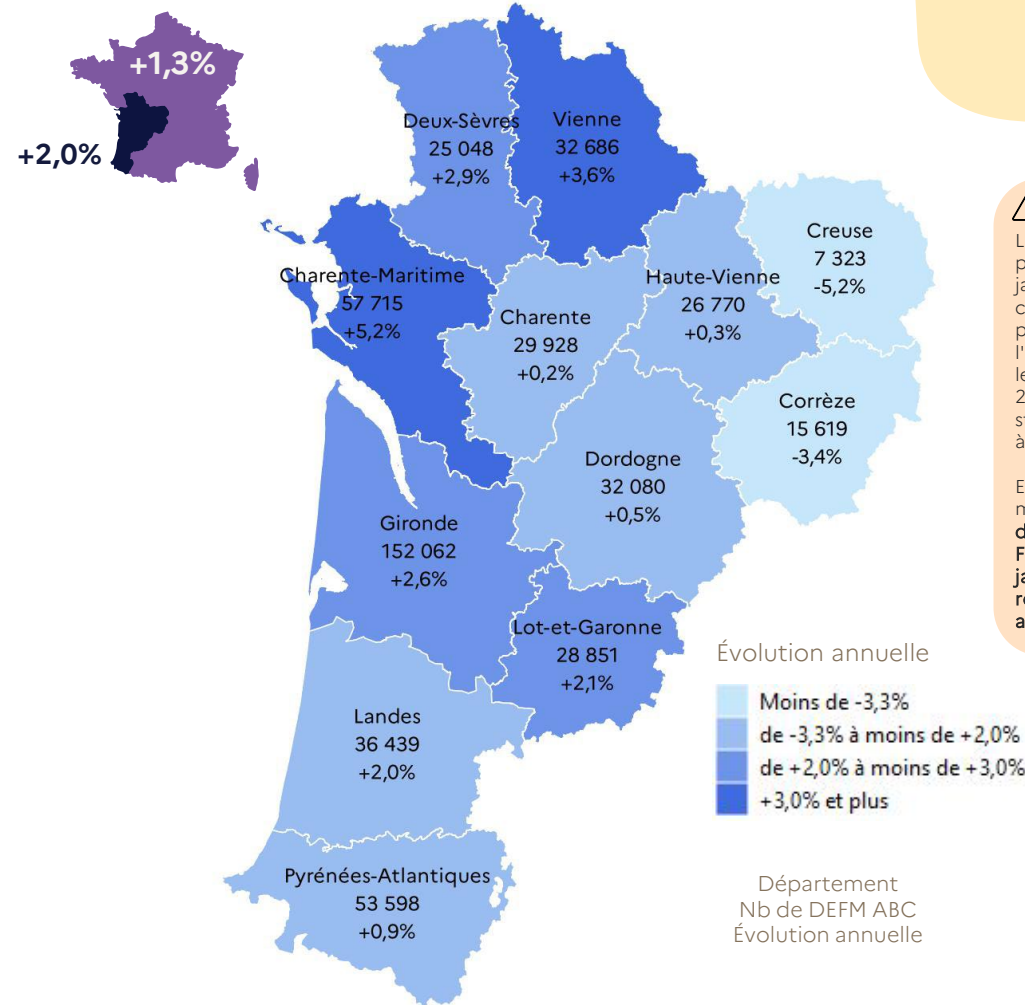 +1,3%
+2,0%
Deux-Sèvres
25 048
+2,9%
Vienne
32 686
+3,6%
Creuse
7 323
-5,2%
Charente-Maritime
57 715
+5,2%
Haute-Vienne
26 770
+0,3%
Charente
29 928
+0,2%
Corrèze
15 619
-3,4%
Dordogne
32 080
+0,5%
Gironde
152 062
+2,6%
Lot-et-Garonne
28 851
+2,1%
Landes
36 439
+2,0%
Pyrénées-Atlantiques
53 598
+0,9%
Évolution annuelle
Moins de -3,3%
de -3,3% à moins de +2,0%
de +2,0% à moins de +3,0%
+3,0% et plus
Département
Nb de DEFM ABC
Évolution annuelle